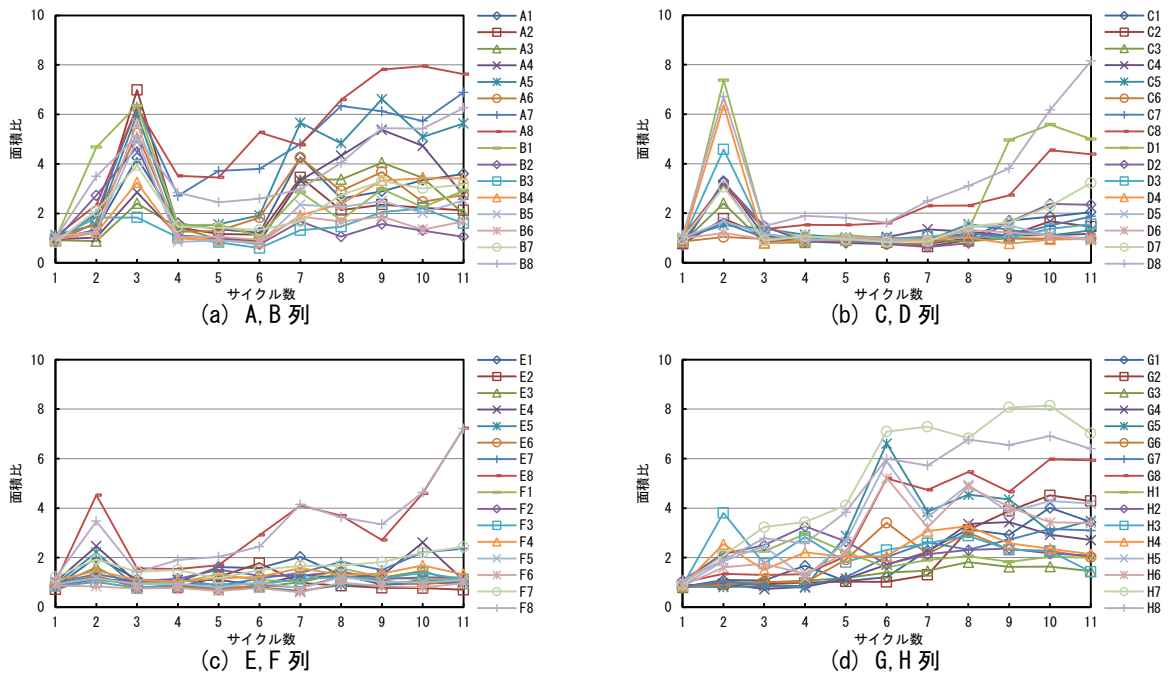 10
8
6
4
2
0
面積比
1 2 3 4 5 6 7 8 9 10 11
サイクル数
A1
A2
A3
A4
A5
A6
A7
A8
B1
B2
B3
B4
B5
B6
B7
B8
(a) A,B 列
10
8
6
4
2
0
面積比
1 2 3 4 5 6 7 8 9 10 11
サイクル数
C1
C2
C3
C4
C5
C6
C7
C8
D1
D2
D3
D4
D5
D6
D7
D8
(b) C,D 列
10
8
6
4
2
0
面積比
1 2 3 4 5 6 7 8 9 10 11
サイクル数
E1
E2
E3
E4
E5
E6
E7
E8
F1
F2
F3
F4
F5
F6
F7
F8
(c) E,F 列
10
8
6
4
2
0
面積比
1 2 3 4 5 6 7 8 9 10 11
サイクル数
G1
G2
G3
G4
G5
G6
G7
G8
H1
H2
H3
H4
H5
H6
H7
H8
(d) G,H 列